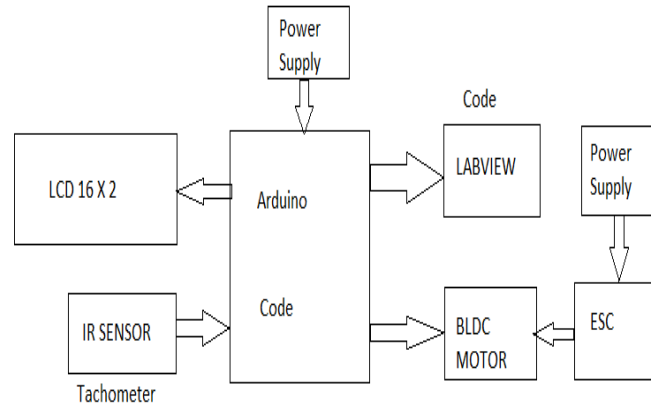 Power
Supply
Code
LCD 16 X 2
Arduino
LABVIEW
Power
Supply
IR SENSOR
Code
BLDC
MOTOR
ESC
Tachometer